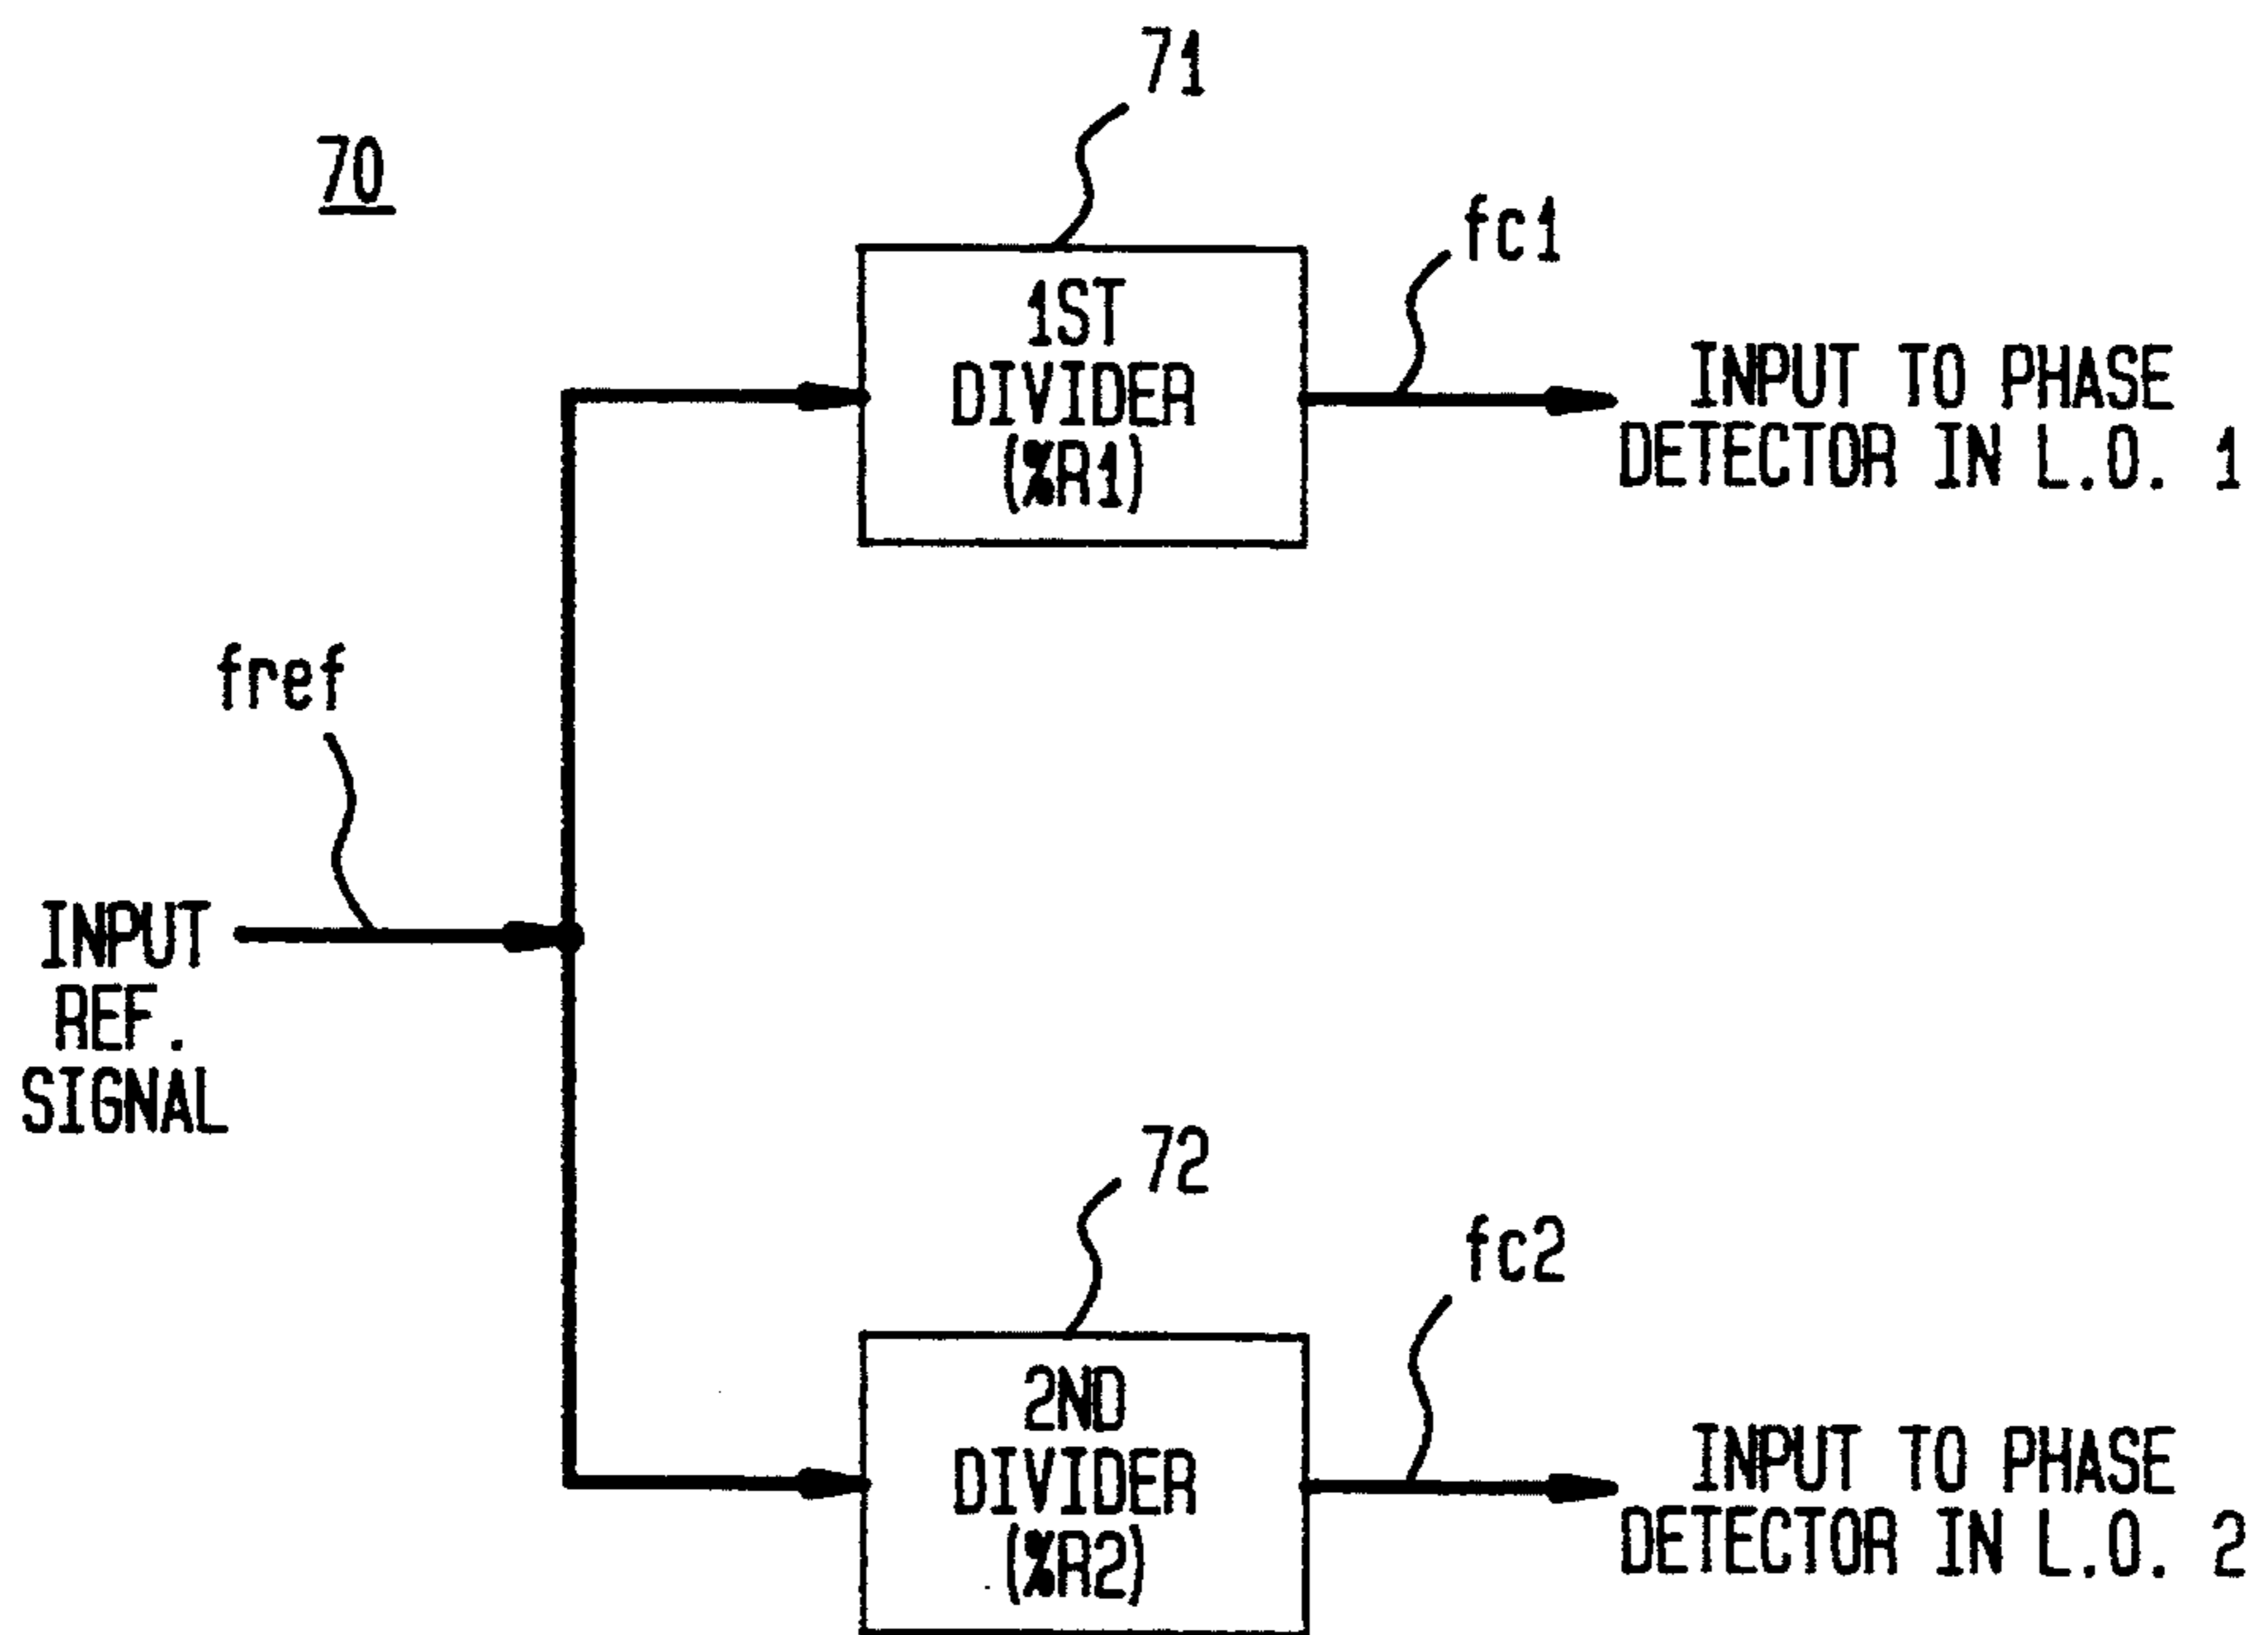 70
71
1ST
DIVIDER
(%R1)
fc1
INPUT TO PHASE
DETECTOR IN L.O. 1
fref
INPUT
REF.
SIGNAL
72
2ND
DIVIDER
(%R2)
fc2
INPUT TO PHASE
DETECTOR IN L.O. 2